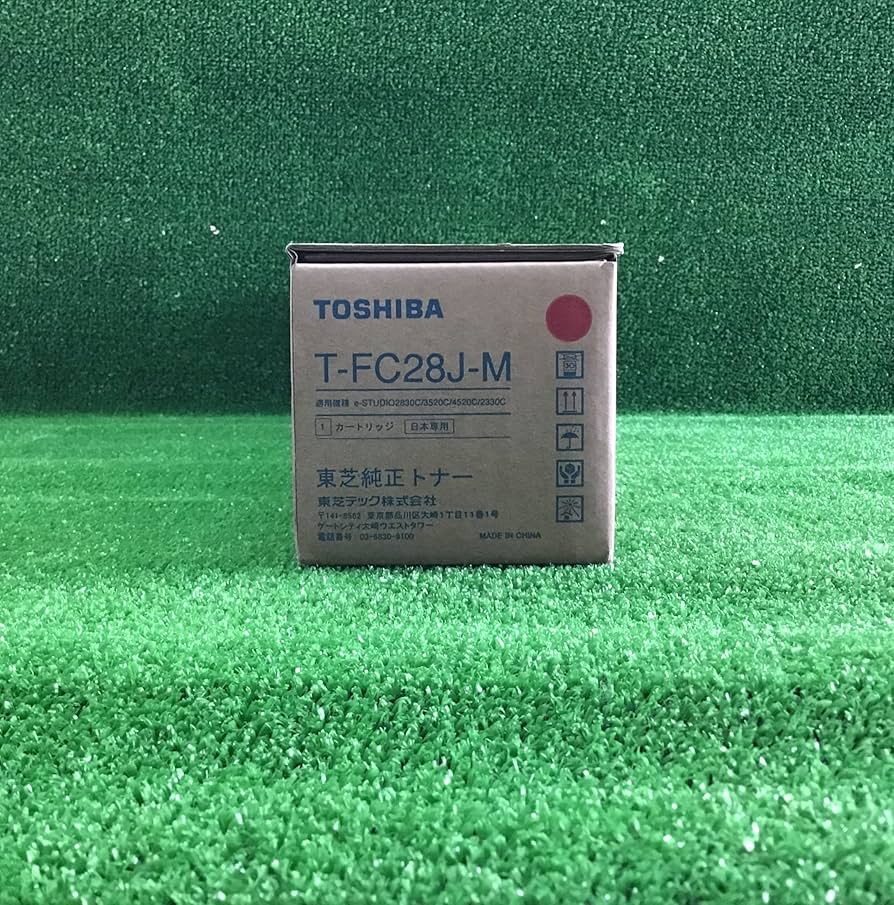 TOSHIBA
T-FC28J-M
適用機種 e-STUDIO2830C/3520C/4520C/2330C
1 カートリッジ 日本専用
東芝純正トナー
東芝テック株式会社
〒141-8562 東京都品川区大崎1丁目11番1号
ゲートシティ大崎ウエストタワー
電話番号 03-6830-9100 MADE IN CHINA